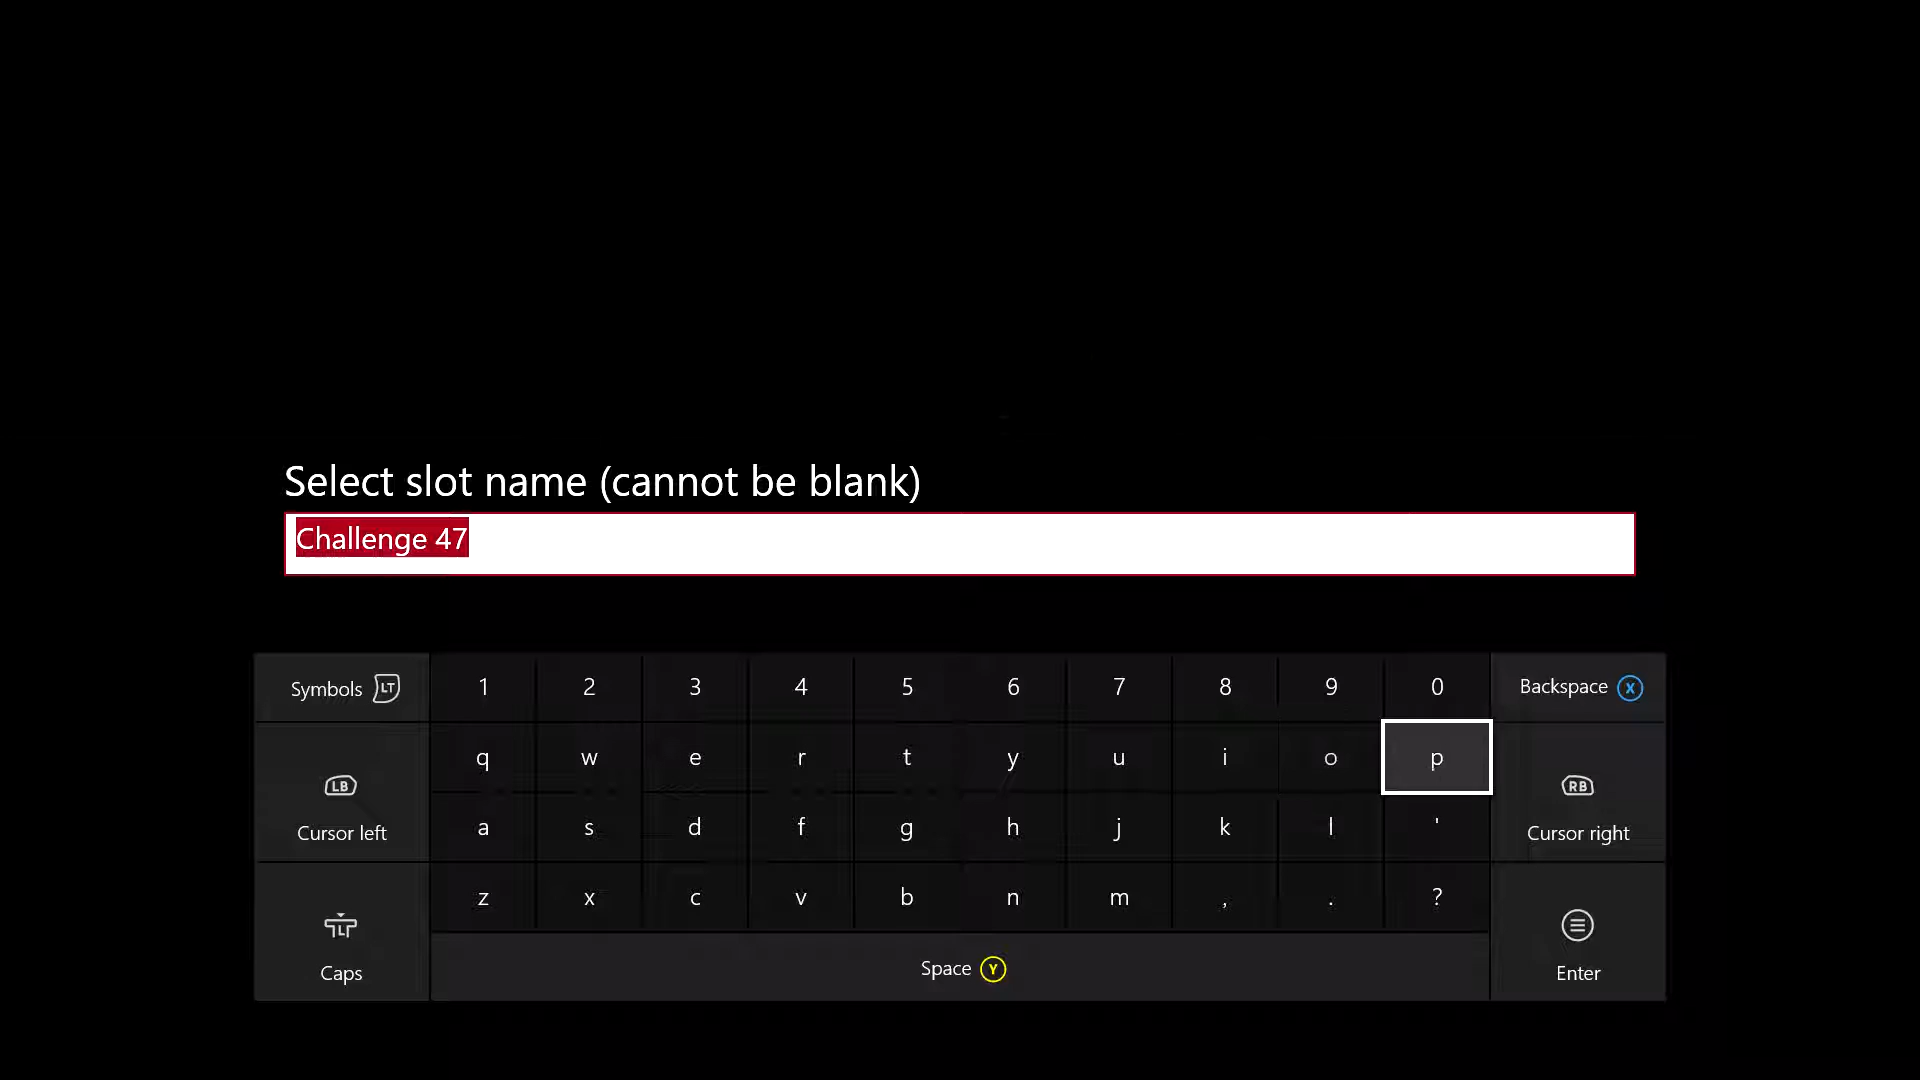 Select slot name (cannot be blank)
Challenge 47
Symbols LT 1 2 3 4 5 6 7 8 9 0 Backspace X
q w e r t y u i o p
LB RB
Cursor left a s d f g h j k l ' Cursor right
z x c v b n m , . ?
Caps Space Y Enter